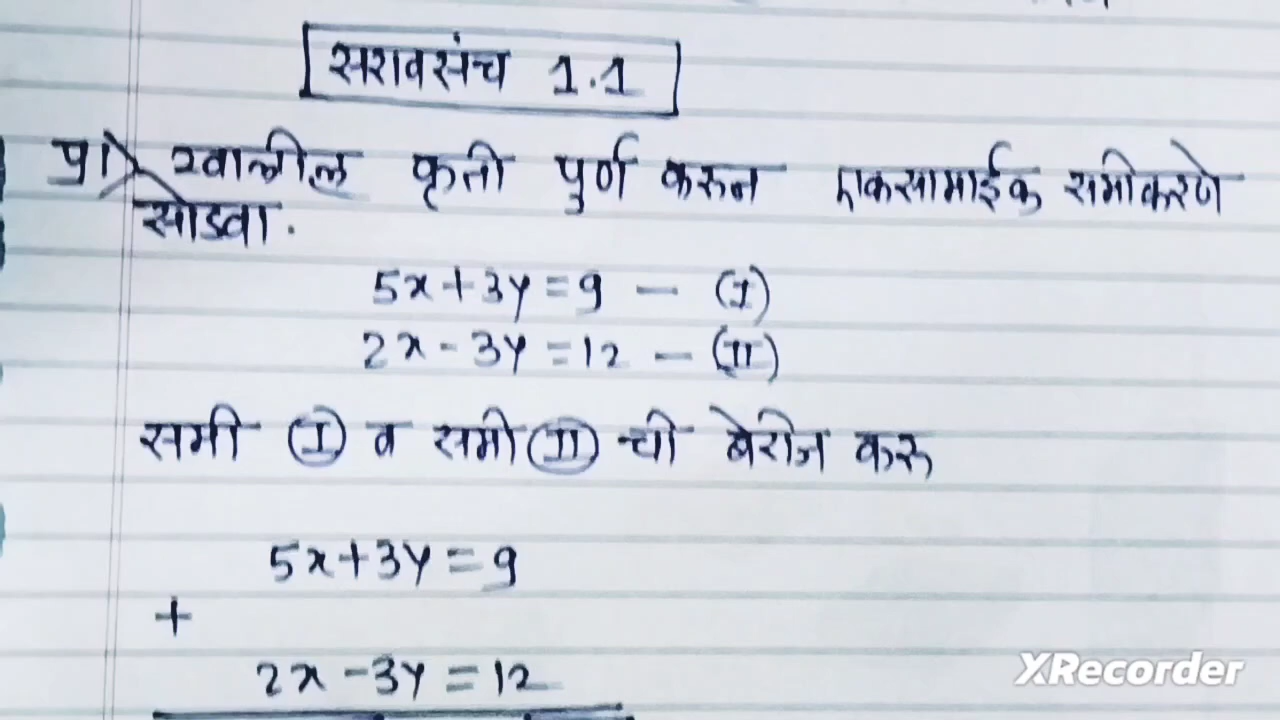 सरावसंच 1.1
प्र1) खालील कृती पुर्ण करून एकसामाईक समीकरणे
सोडवा.
5x + 3y = 9 — (I)
2x - 3y = 12 — (II)
समी (I) व समी (II) ची बेरीज करू
5x + 3y = 9
+
2x - 3y = 12
XRecorder